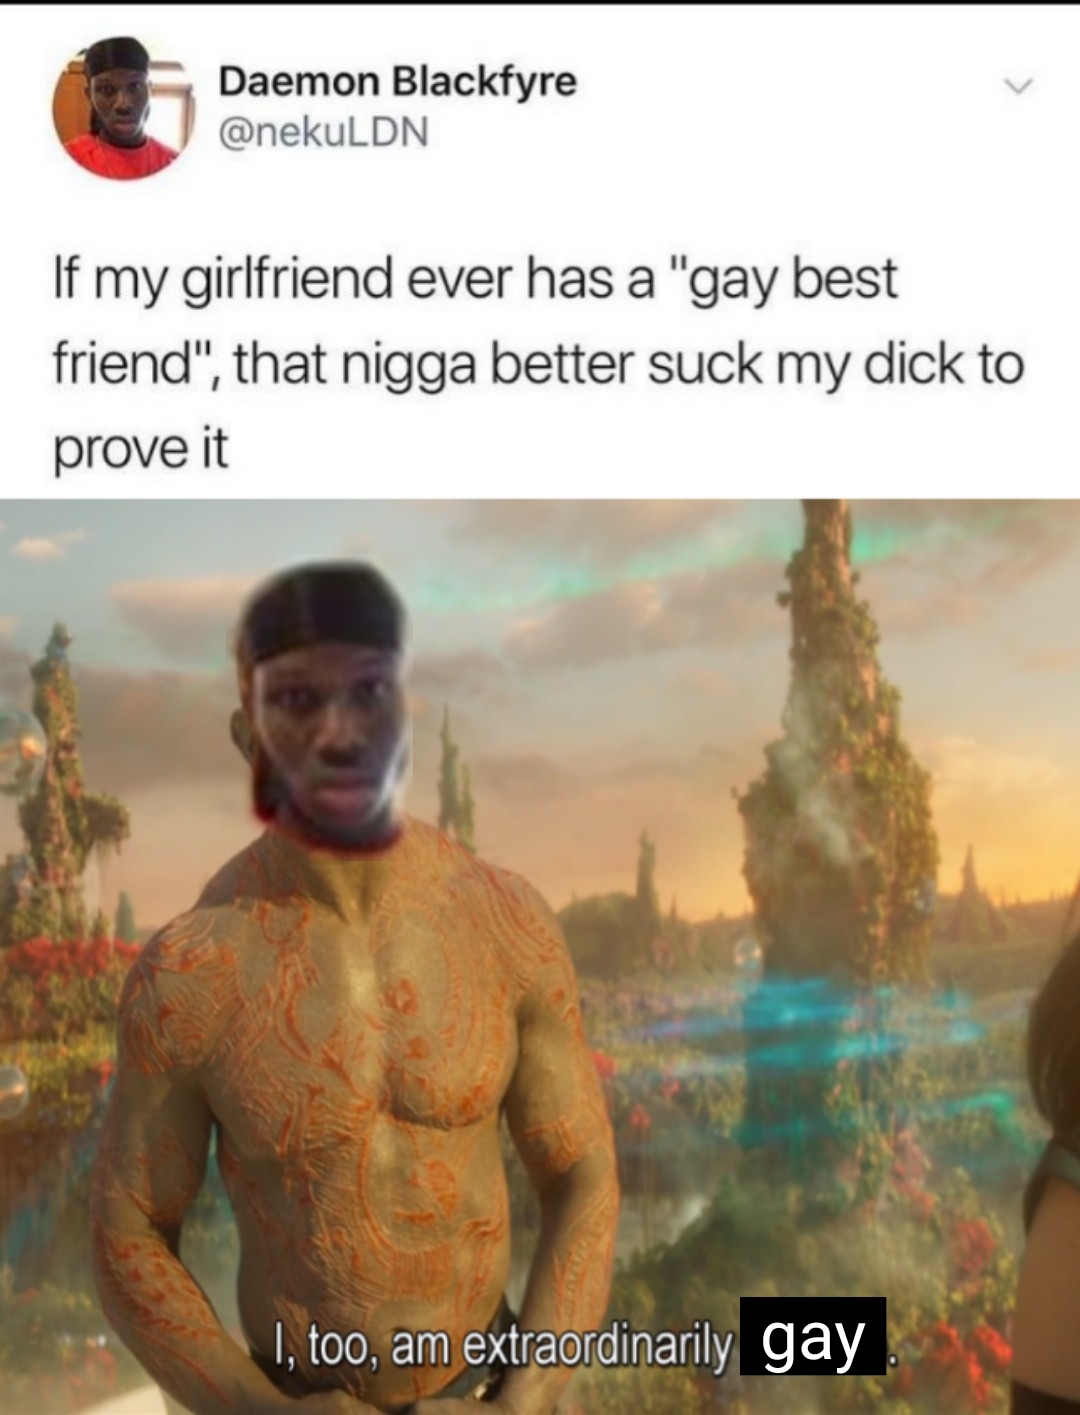 Daemon Blackfyre
@nekuLDN
If my girlfriend ever has a "gay best
friend", that nigga better suck my dick to
prove it
I, too, am extraordinarily gay.